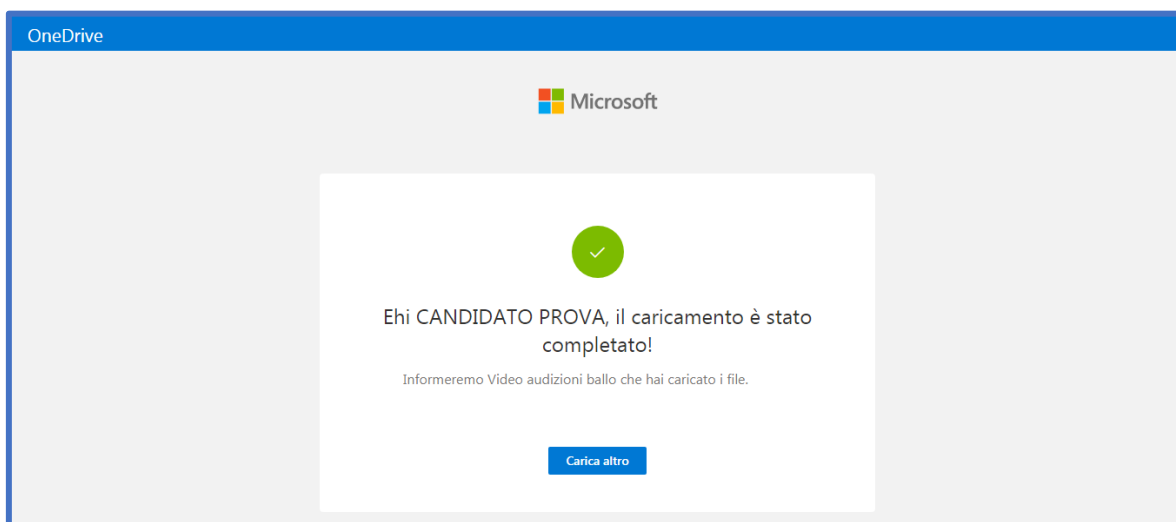 OneDrive
Microsoft
Ehi CANDIDATO PROVA, il caricamento è stato
completato!
Informeremo Video audizioni ballo che hai caricato i file.
Carica altro